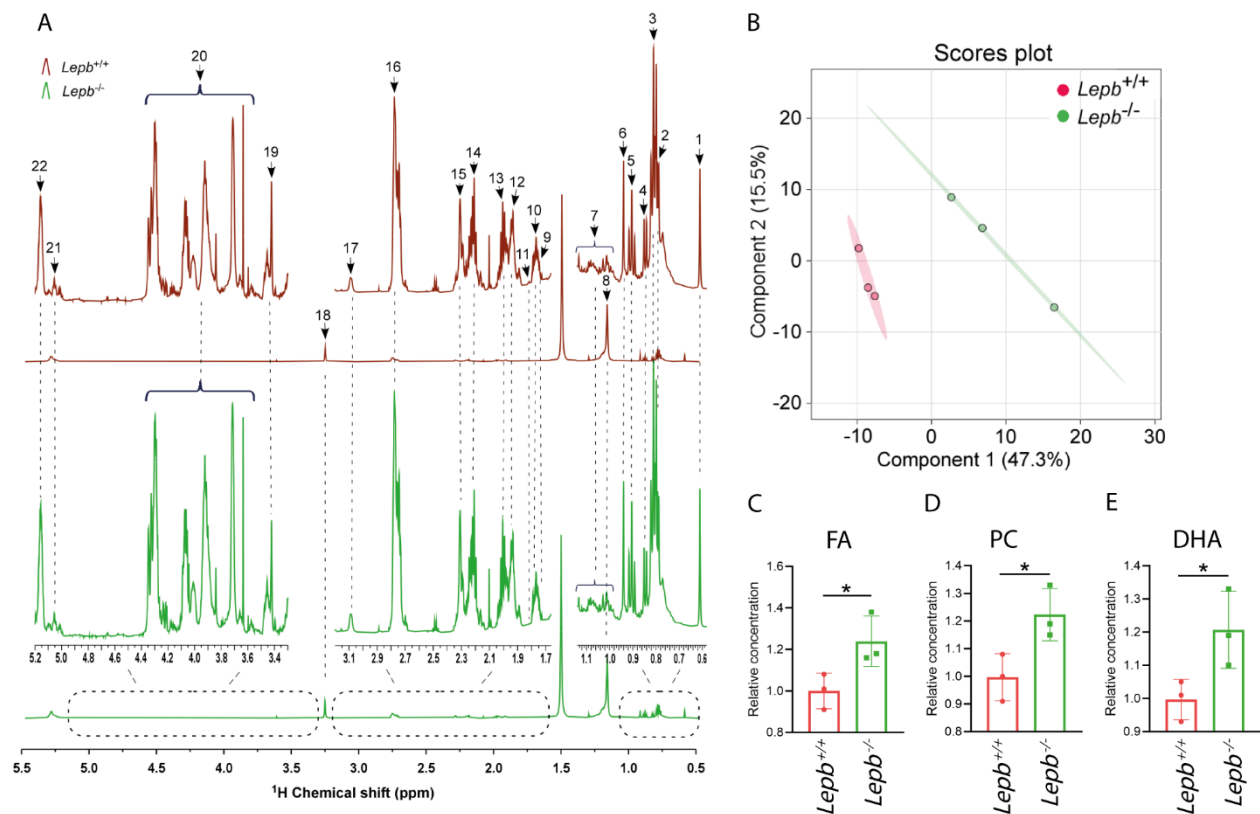 A
Lepb+/+
Lepb-/-
22
21
20
19
18
17
16
15
14
13
12
11
10
9
8
7
6
5
4
3
2
1
5.2 5.0 4.8 4.6 4.4 4.2 4.0 3.8 3.6 3.4
3.1 2.9 2.7 2.5 2.3 2.1 1.9 1.7
1.1 1.0 0.9 0.8 0.7 0.6
5.5 5.0 4.5 4.0 3.5 3.0 2.5 2.0 1.5 1.0 0.5
1H Chemical shift (ppm)
B
Scores plot
Lepb+/+
Lepb-/-
Component 2 (15.5%)
20
10
0
-10
-20
-10 0 10 20 30
Component 1 (47.3%)
C
FA
*
Relative concentration
1.6
1.4
1.2
1.0
0.8
Lepb+/+
Lepb-/-
D
PC
*
Relative concentration
1.4
1.3
1.2
1.1
1.0
0.9
0.8
Lepb+/+
Lepb-/-
E
DHA
*
Relative concentration
1.4
1.3
1.2
1.1
1.0
0.9
Lepb+/+
Lepb-/-